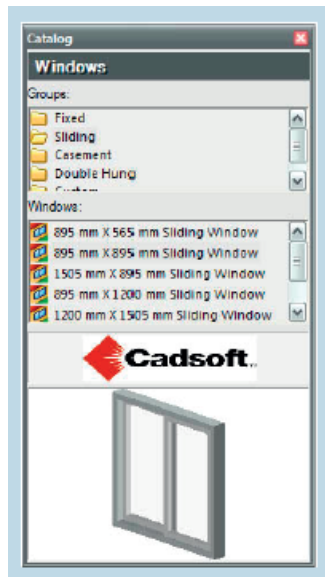 Catalog
Windows
Groups:
Fixed
Sliding
Casement
Double Hung
Custom
Windows:
895 mm X 565 mm Sliding Window
895 mm X 895 mm Sliding Window
1505 mm X 895 mm Sliding Window
895 mm X 1200 mm Sliding Window
1200 mm X 1505 mm Sliding Window
Cadsoft